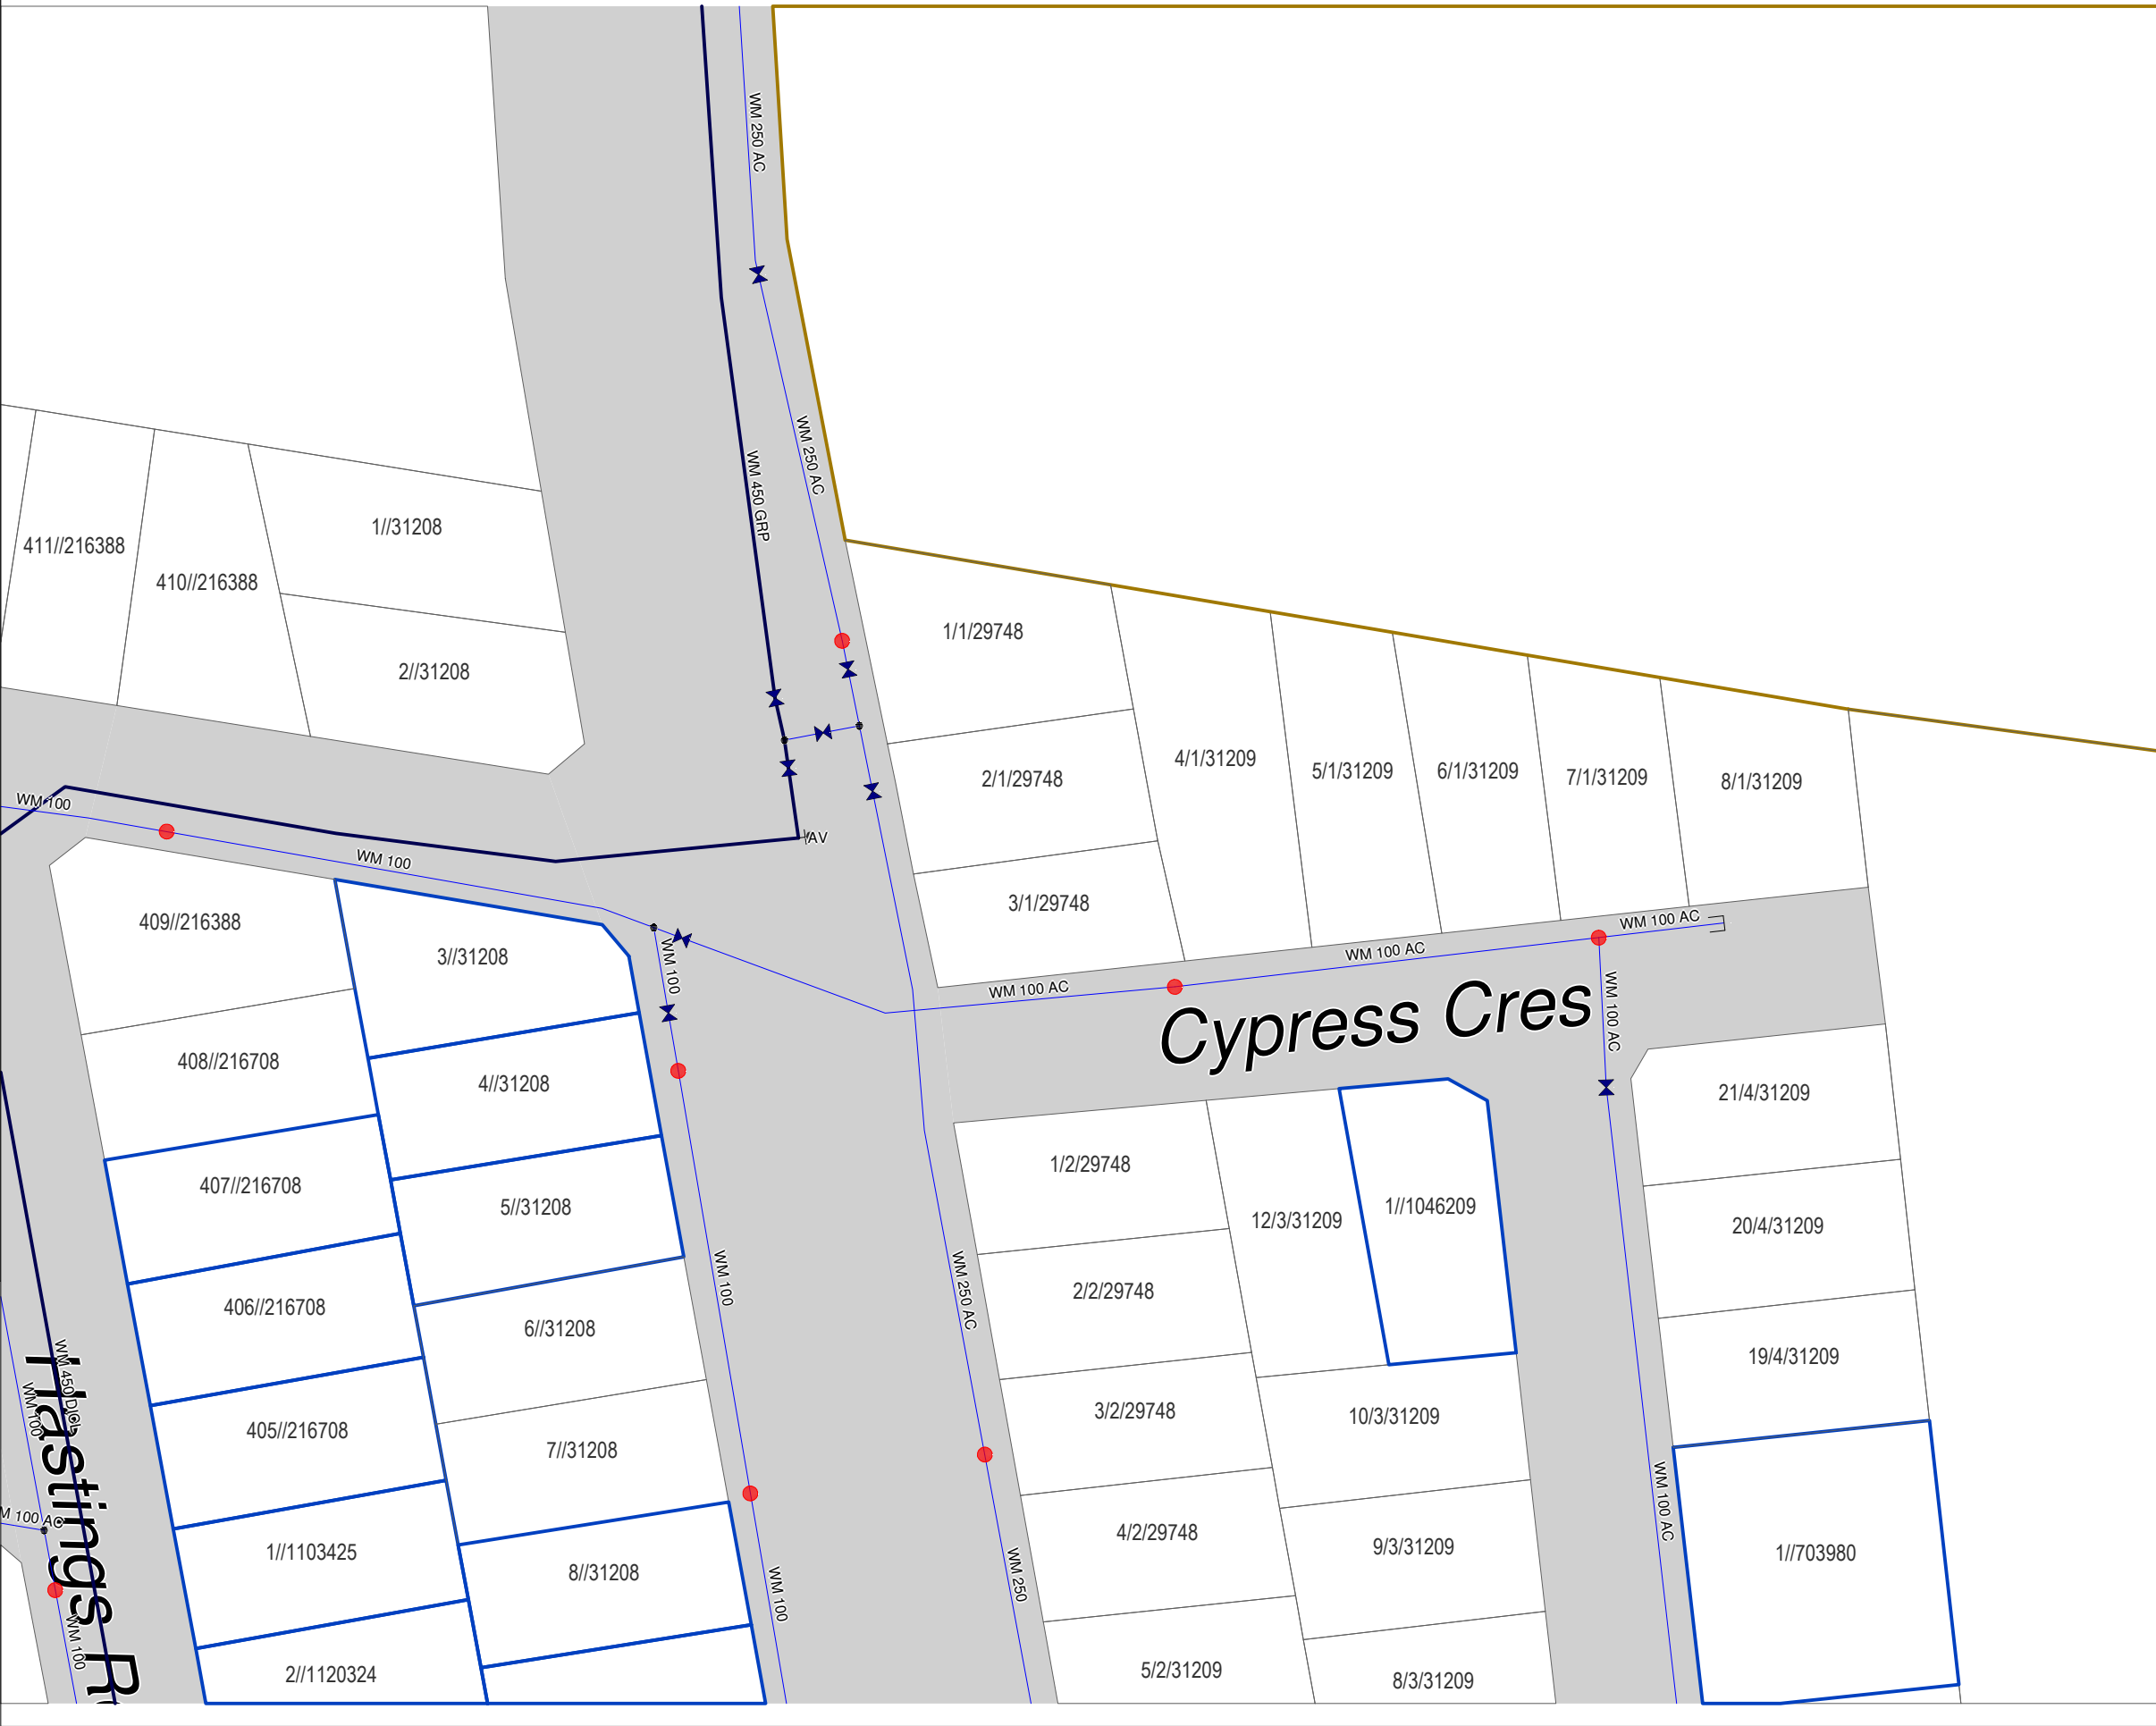 WM 250 AC
WM 250 AC
WM 450 GRP
411//216388
410//216388
1//31208
2//31208
1/1/29748
2/1/29748
3/1/29748
4/1/31209
5/1/31209
6/1/31209
7/1/31209
8/1/31209
WM 100
WM 100
AV
409//216388
3//31208
WM 100
WM 100 AC
WM 100 AC
WM 100 AC
Cypress Cres
WM 100 AC
408//216708
4//31208
21/4/31209
407//216708
5//31208
1/2/29748
12/3/31209
1//1046209
20/4/31209
406//216708
6//31208
WM 100
WM 250 AC
2/2/29748
19/4/31209
WM 100
Hastings R
405//216708
7//31208
3/2/29748
10/3/31209
WM 100 AC
M 100 AC
1//1103425
8//31208
WM 100
WM 250
4/2/29748
9/3/31209
1//703980
WM 100
2//1120324
5/2/31209
8/3/31209